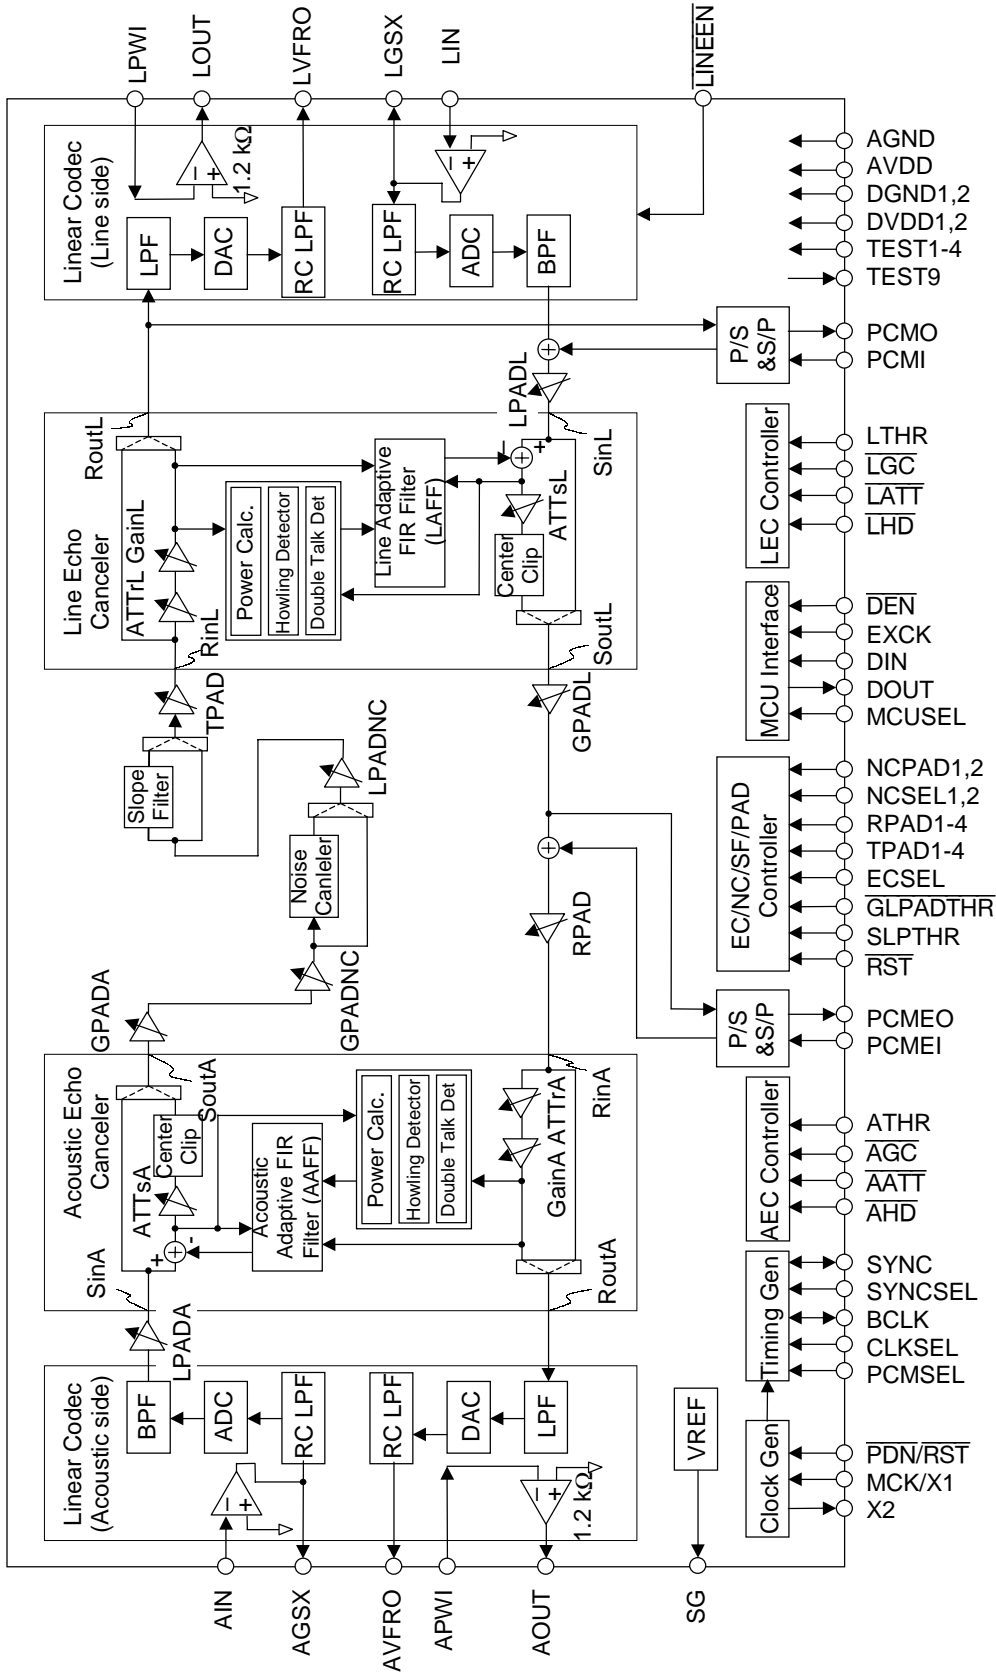 LPWI
LOUT
LVFRO
LGSX
LIN
LINEEN
Linear Codec
(Line side)
1.2 kΩ
−
+
−
+
LPF
DAC
RC LPF
RC LPF
ADC
BPF
AGND
AVDD
DGND1,2
DVDD1,2
TEST1-4
TEST9
P/S
&S/P
PCMO
PCMI
+
LPADL
RoutL
SinL
Line Echo
Canceler
ATTrL GainL
Power Calc.
Howling Detector
Double Talk Det
Line Adaptive
FIR Filter
(LAFF)
−
+
+
ATTsL
Center
Clip
RinL
SoutL
LEC Controller
LTHR
LGC
LATT
LHD
TPAD
GPADL
Slope
Filter
LPADNC
Noise
Canleler
GPADNC
GPADA
+
RPAD
MCU Interface
DEN
EXCK
DIN
DOUT
MCUSEL
EC/NC/SF/PAD
Controller
NCPAD1,2
NCSEL1,2
RPAD1-4
TPAD1-4
ECSEL
GLPADTHR
SLPTHR
RST
P/S
&S/P
PCMEO
PCMEI
Acoustic Echo
Canceler
SoutA
RinA
ATTsA
Center
Clip
Acoustic
Adaptive FIR
Filter (AAFF)
Power Calc.
Howling Detector
Double Talk Det
GainA ATTrA
+
+
-
SinA
RoutA
AEC Controller
ATHR
AGC
AATT
AHD
Timing Gen
SYNC
SYNCSEL
BCLK
CLKSEL
PCMSEL
LPADA
Linear Codec
(Acoustic side)
BPF
ADC
RC LPF
RC LPF
DAC
LPF
−
+
−
+
1.2 kΩ
VREF
Clock Gen
PDN/RST
MCK/X1
X2
AIN
AGSX
AVFRO
APWI
AOUT
SG